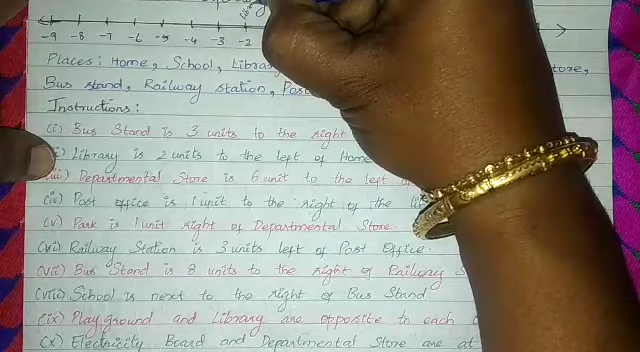 -9 -8 -7 -6 -5 -4 -3 -2
Places: Home, School, tore,
Bus stand, Railway station,
Instructions:
(i) Bus Stand is 3 units to the right
Library is 2 units to the left of Home
Departmental Store is 6 unit to the left
(iv) Post office is 1 unit to the right of the
(v) Park is 1 unit right of Departmental Store
(vi) Railway Station is 3 units left of Post Office.
(vii) Bus Stand is 8 units to the right of Railway S
(viii) School is next to the right of Bus Stand
(ix) Play ground and Library are opposite to each
(x) Electricity Board and Departmental Store are at